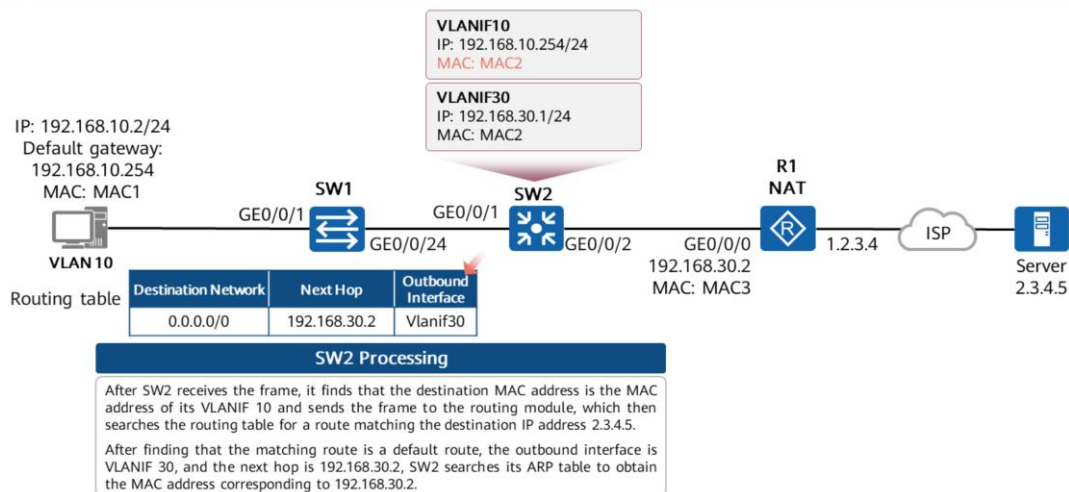 VLANIF10
IP: 192.168.10.254/24
MAC: MAC2
VLANIF30
IP: 192.168.30.1/24
MAC: MAC2
IP: 192.168.10.2/24
Default gateway:
192.168.10.254
MAC: MAC1
VLAN 10
SW1
GE0/0/1
GE0/0/24
SW2
GE0/0/1
GE0/0/2
R1
NAT
GE0/0/0
192.168.30.2
MAC: MAC3
1.2.3.4
ISP
Server
2.3.4.5
Routing table
Destination Network Next Hop Outbound Interface
0.0.0.0/0 192.168.30.2 Vlanif30
SW2 Processing
After SW2 receives the frame, it finds that the destination MAC address is the MAC
address of its VLANIF 10 and sends the frame to the routing module, which then
searches the routing table for a route matching the destination IP address 2.3.4.5.
After finding that the matching route is a default route, the outbound interface is
VLANIF 30, and the next hop is 192.168.30.2, SW2 searches its ARP table to obtain
the MAC address corresponding to 192.168.30.2.